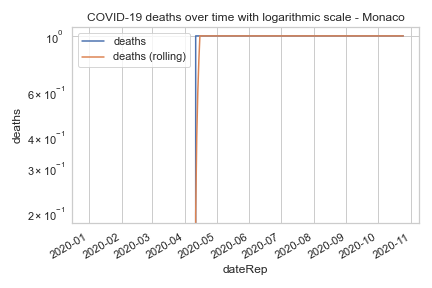 COVID-19 deaths over time with logarithmic scale - Monaco
deaths
deaths (rolling)
10⁰
6 × 10⁻¹
4 × 10⁻¹
3 × 10⁻¹
2 × 10⁻¹
deaths
2020-01
2020-02
2020-03
2020-04
2020-05
2020-06
2020-07
2020-08
2020-09
2020-10
2020-11
dateRep